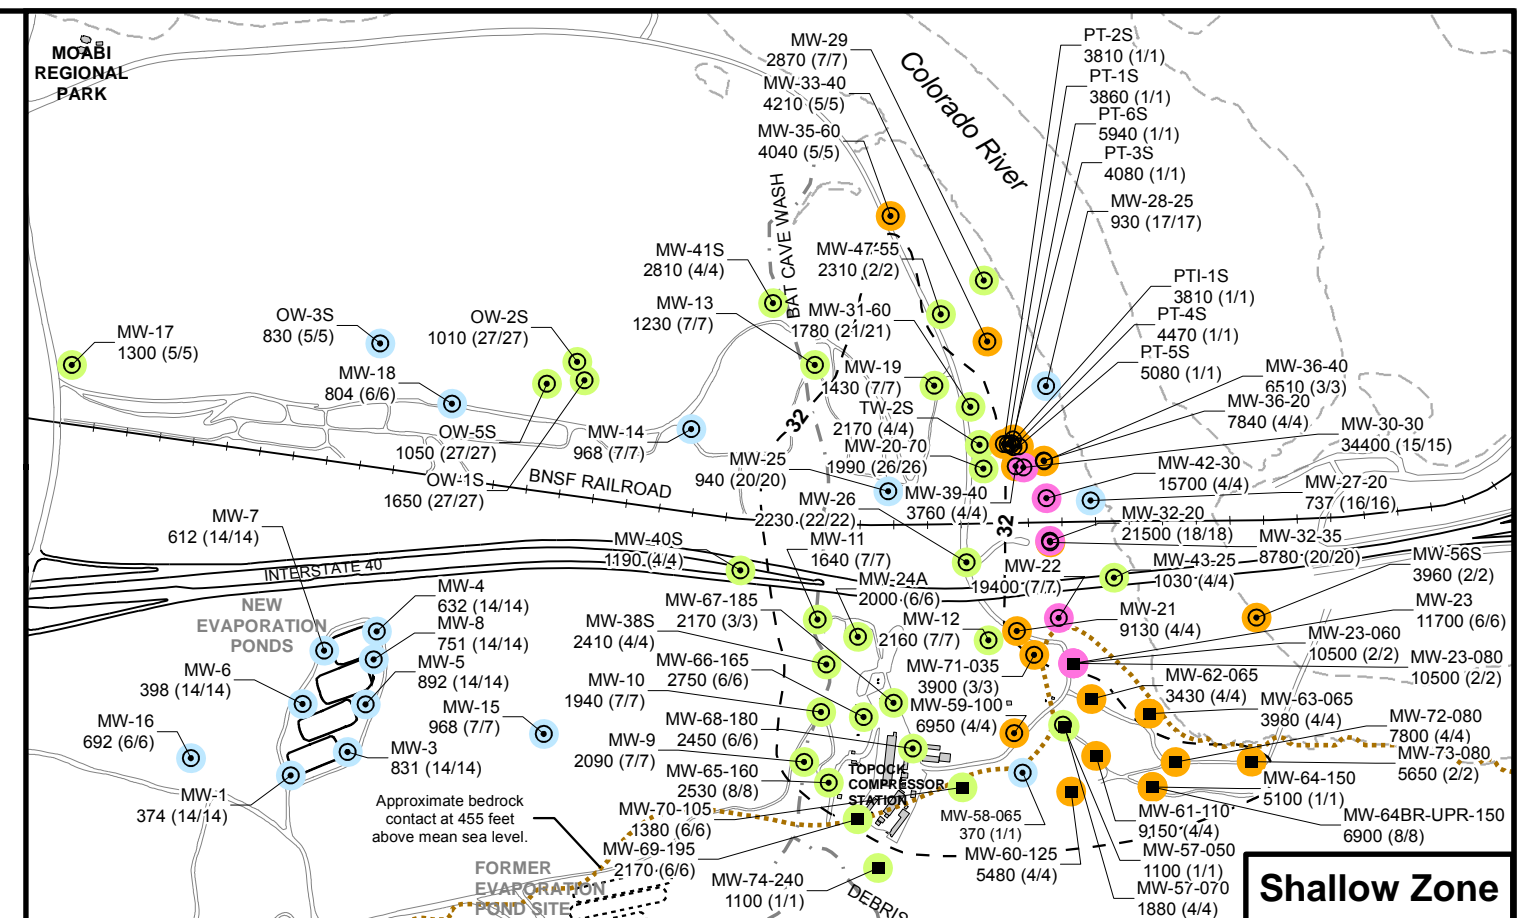 MOABI
REGIONAL
PARK
MW-29
2870 (7/7)
MW-33-40
4210 (5/5)
MW-35-60
4040 (5/5)
Colorado River
PT-2S
3810 (1/1)
PT-1S
3860 (1/1)
PT-6S
5940 (1/1)
PT-3S
4080 (1/1)
MW-28-25
930 (17/17)
BAT CAVE WASH
MW-41S
2810 (4/4)
MW-47-55
2310 (2/2)
MW-13
1230 (7/7)
MW-31-60
1780 (21/21)
PTI-1S
3810 (1/1)
PT-4S
4470 (1/1)
PT-5S
5080 (1/1)
MW-17
1300 (5/5)
OW-3S
830 (5/5)
OW-2S
1010 (27/27)
MW-18
804 (6/6)
MW-19
1430 (7/7)
MW-36-40
6510 (3/3)
MW-36-20
7840 (4/4)
MW-30-30
34400 (15/15)
TW-2S
2170 (4/4)
32
OW-5S
1050 (27/27)
MW-14
968 (7/7)
MW-20-70
1990 (26/26)
MW-25
940 (20/20)
MW-42-30
15700 (4/4)
OW-1S
1650 (27/27)
BNSF RAILROAD
MW-39-40
3760 (4/4)
MW-27-20
737 (16/16)
MW-26
2230 (22/22)
32
MW-32-20
21500 (18/18)
MW-7
612 (14/14)
MW-40S
1190 (4/4)
MW-11
1640 (7/7)
MW-32-35
8780 (20/20)
MW-56S
3960 (2/2)
INTERSTATE 40
MW-24A
2000 (6/6)
MW-22
19400 (7/7)
MW-43-25
1030 (4/4)
NEW
EVAPORATION
PONDS
MW-4
632 (14/14)
MW-67-185
2170 (3/3)
MW-21
9130 (4/4)
MW-23
11700 (6/6)
MW-8
751 (14/14)
MW-38S
2410 (4/4)
MW-12
2160 (7/7)
MW-23-060
10500 (2/2)
MW-23-080
10500 (2/2)
MW-6
398 (14/14)
MW-5
892 (14/14)
MW-66-165
2750 (6/6)
MW-71-035
3900 (3/3)
MW-62-065
3430 (4/4)
MW-10
1940 (7/7)
MW-59-100
6950 (4/4)
MW-63-065
3980 (4/4)
MW-16
692 (6/6)
MW-15
968 (7/7)
MW-68-180
2450 (6/6)
MW-72-080
7800 (4/4)
MW-3
831 (14/14)
MW-9
2090 (7/7)
MW-73-080
5650 (2/2)
MW-65-160
2530 (8/8)
TOPOCK
COMPRESSOR
STATION
MW-64-150
5100 (1/1)
MW-1
374 (14/14)
Approximate bedrock
contact at 455 feet
above mean sea level.
MW-70-105
1380 (6/6)
MW-58-065
370 (1/1)
MW-61-110
9150 (4/4)
MW-64BR-UPR-150
6900 (8/8)
MW-69-195
2170 (6/6)
MW-60-125
5480 (4/4)
MW-57-050
1100 (1/1)
FORMER
EVAPORATION
POND SITE
MW-74-240
1100 (1/1)
DEBRIS
MW-57-070
1880 (4/4)
Shallow Zone